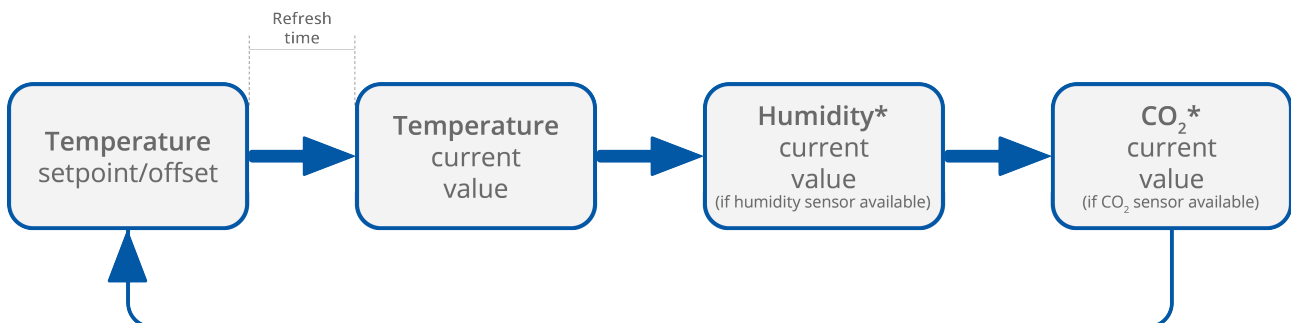 Refresh
time
Temperature
setpoint/offset
Temperature
current
value
Humidity*
current
value
(if humidity sensor available)
CO₂*
current
value
(if CO₂ sensor available)